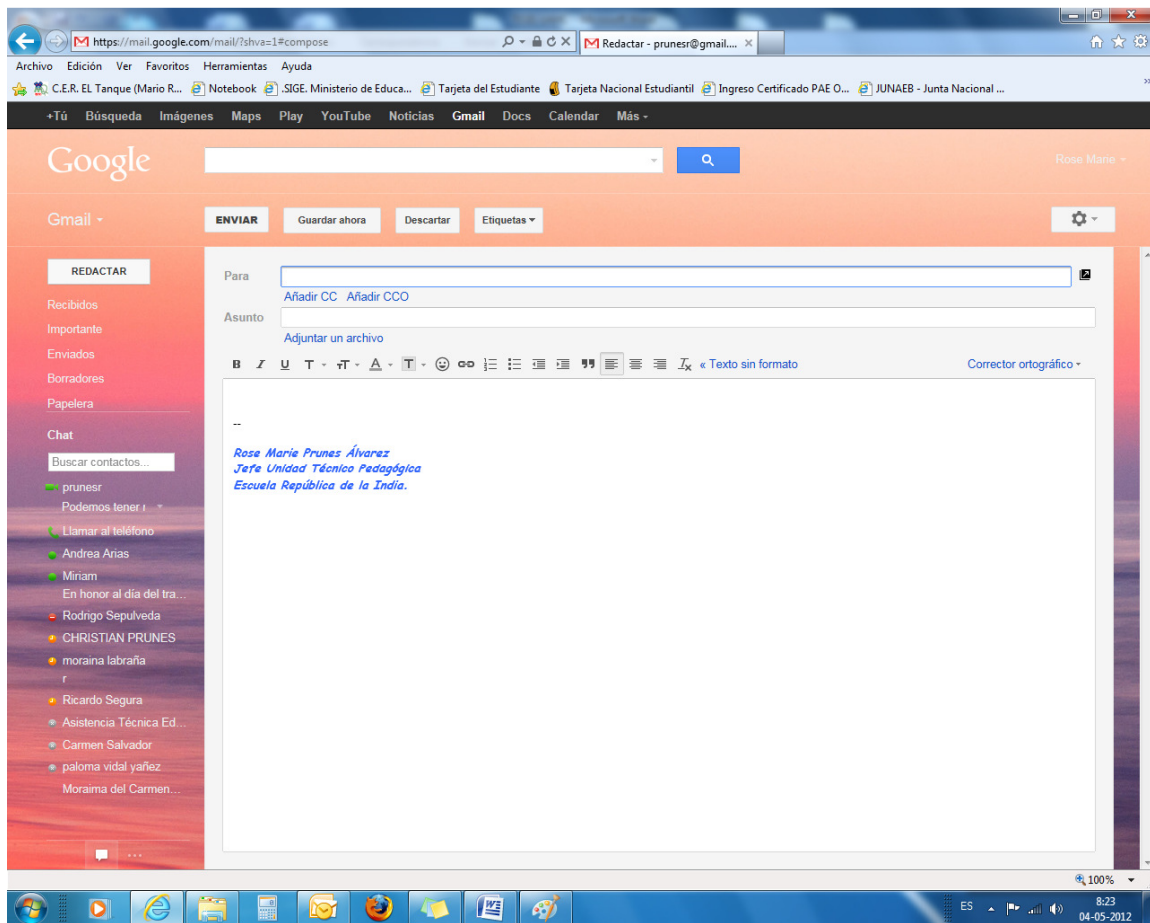 https://mail.google.com/mail/?shva=1#compose
Redactar - prunesr@gmail....
Archivo Edición Ver Favoritos Herramientas Ayuda
C.E.R. EL Tanque (Mario R... Notebook .SIGE. Ministerio de Educa... Tarjeta del Estudiante Tarjeta Nacional Estudiantil Ingreso Certificado PAE O... JUNAEB - Junta Nacional ...
+Tú Búsqueda Imágenes Maps Play YouTube Noticias Gmail Docs Calendar Más
Google
Rose Marie
Gmail
ENVIAR Guardar ahora Descartar Etiquetas
REDACTAR
Recibidos
Importante
Enviados
Borradores
Papelera
Chat
Buscar contactos...
prunesr
Podemos tener r
Llamar al teléfono
Andrea Arias
Miriam
En honor al día del tra...
Rodrigo Sepulveda
CHRISTIAN PRUNES
moraina labraña
r
Ricardo Segura
Asistencia Técnica Ed...
Carmen Salvador
paloma vidal yañez
Moraima del Carmen...
Para
Añadir CC Añadir CCO
Asunto
Adjuntar un archivo
B I U T T A T « Texto sin formato Corrector ortográfico
--
Rose Marie Prunes Álvarez
Jefe Unidad Técnico Pedagógica
Escuela República de la India.
100%
ES 8:23
04-05-2012